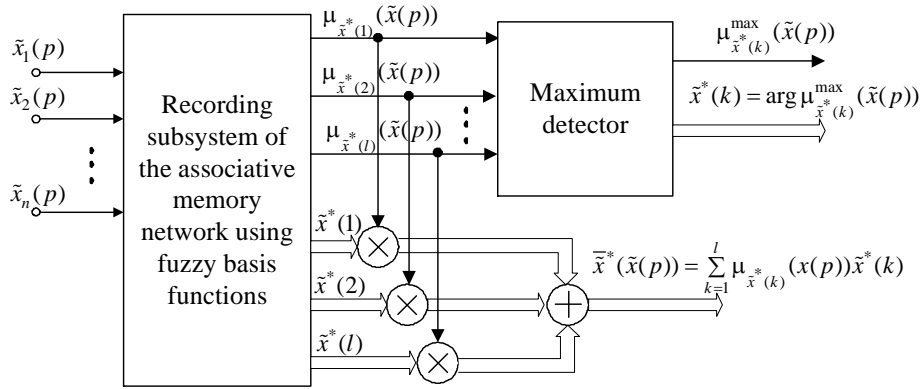 x̃₁(p)
x̃₂(p)
x̃ₙ(p)
Recording
subsystem of
the associative
memory
network using
fuzzy basis
functions
μ_{x̃*(1)}(x̃(p))
μ_{x̃*(2)}(x̃(p))
μ_{x̃*(l)}(x̃(p))
x̃*(1)
x̃*(2)
x̃*(l)
Maximum
detector
μ^{max}_{x̃*(k)}(x̃(p))
x̃*(k) = arg μ^{max}_{x̃*(k)}(x̃(p))
x̃̄*(x̃(p)) = ∑_{k=1}^{l} μ_{x̃*(k)}(x(p))x̃*(k)